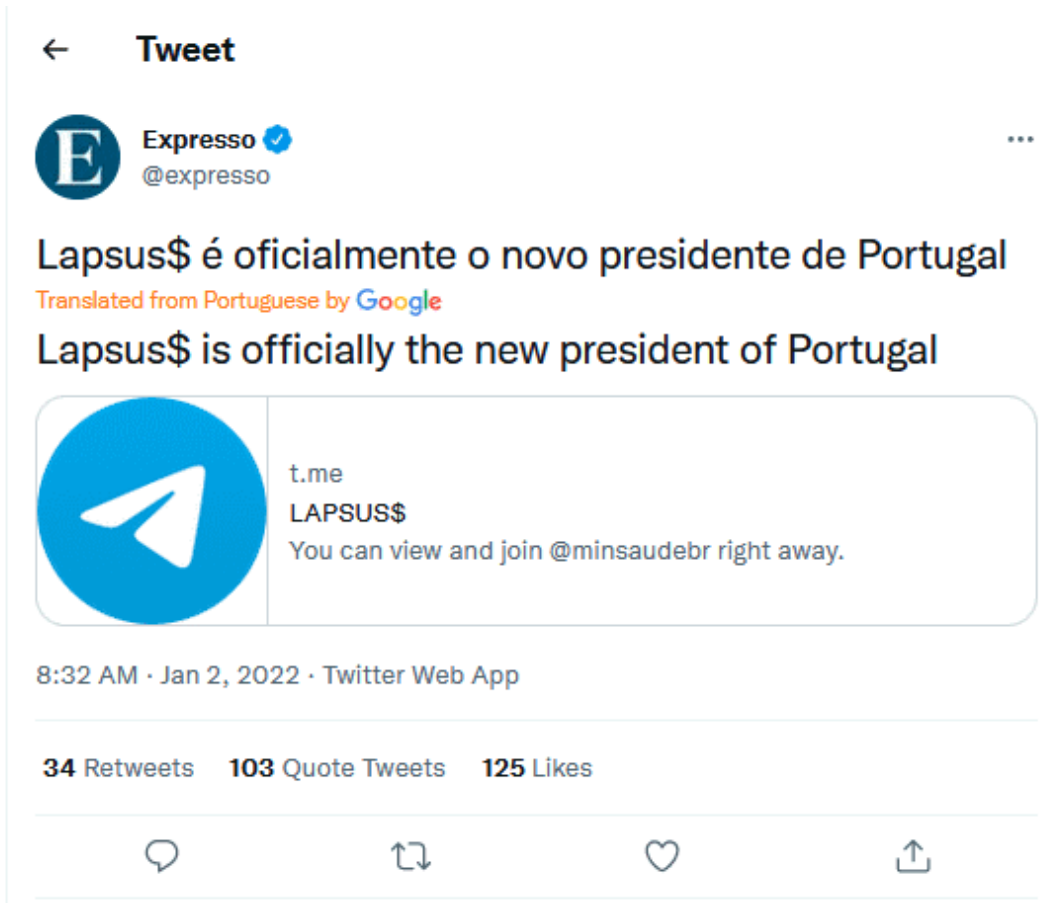 Tweet
E
Expresso
@expresso
Lapsus$ é oficialmente o novo presidente de Portugal
Translated from Portuguese by Google
Lapsus$ is officially the new president of Portugal
t.me
LAPSUS$
You can view and join @minsaudebr right away.
8:32 AM · Jan 2, 2022 · Twitter Web App
34 Retweets 103 Quote Tweets 125 Likes